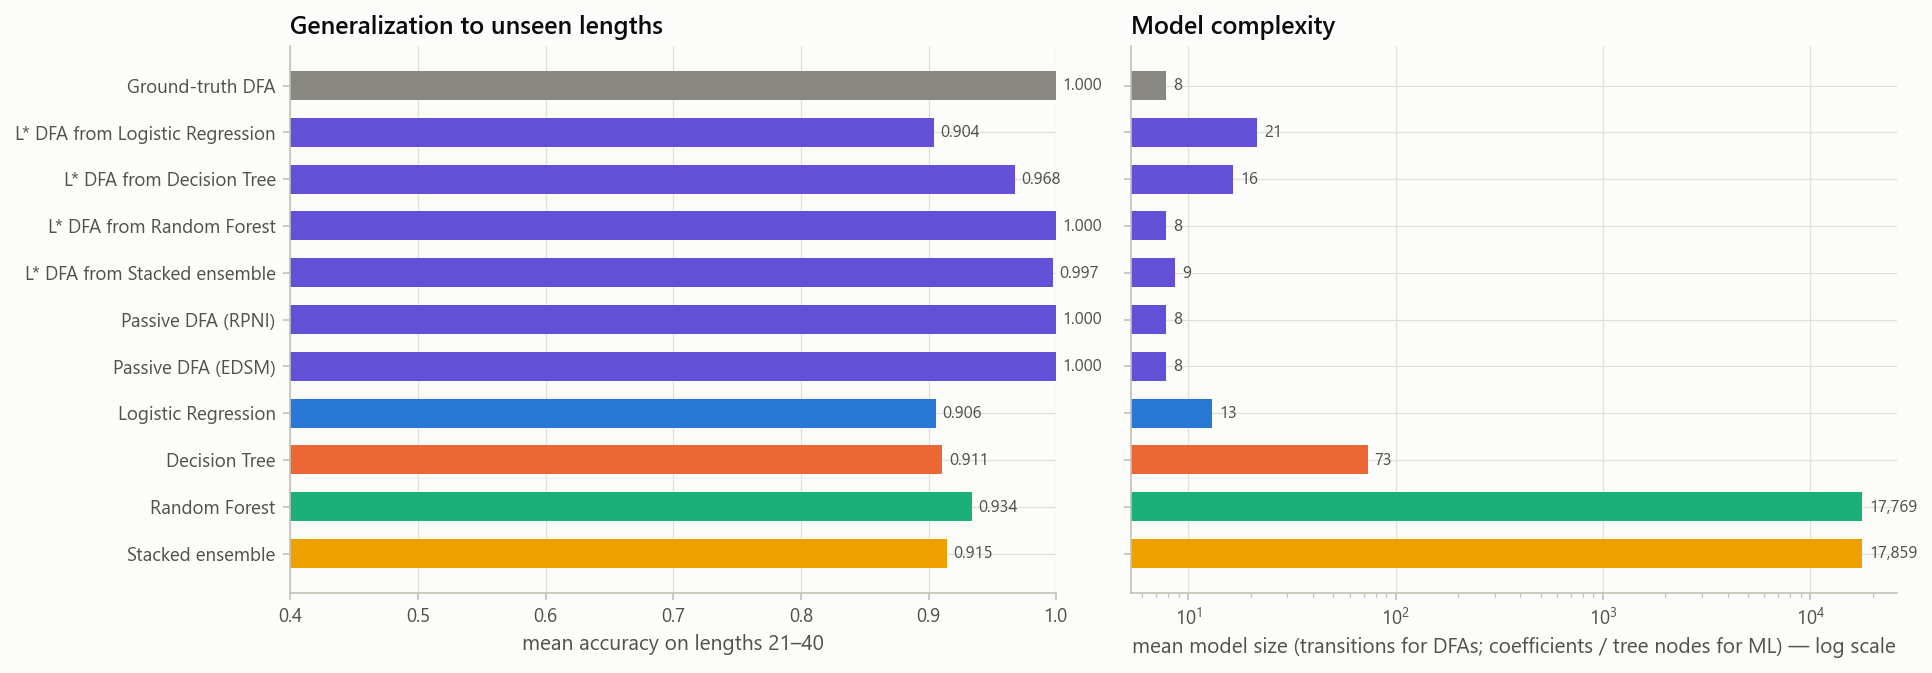 Generalization to unseen lengths
Ground-truth DFA 1.000
L* DFA from Logistic Regression 0.904
L* DFA from Decision Tree 0.968
L* DFA from Random Forest 1.000
L* DFA from Stacked ensemble 0.997
Passive DFA (RPNI) 1.000
Passive DFA (EDSM) 1.000
Logistic Regression 0.906
Decision Tree 0.911
Random Forest 0.934
Stacked ensemble 0.915
0.4 0.5 0.6 0.7 0.8 0.9 1.0
mean accuracy on lengths 21–40
Model complexity
8
21
16
8
9
8
8
13
73
17,769
17,859
10¹ 10² 10³ 10⁴
mean model size (transitions for DFAs; coefficients / tree nodes for ML) — log scale